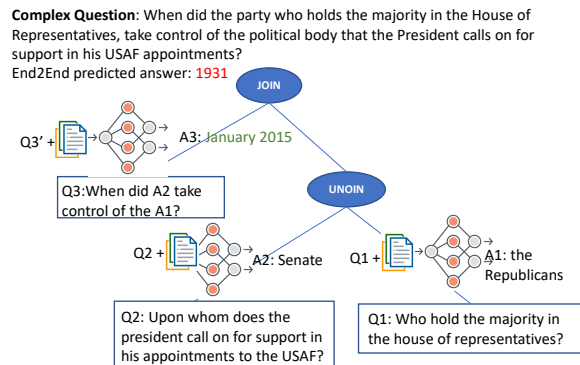 Complex Question: When did the party who holds the majority in the House of
Representatives, take control of the political body that the President calls on for
support in his USAF appointments?
End2End predicted answer: 1931
JOIN
Q3’ +
A3: January 2015
Q3:When did A2 take
control of the A1?
UNOIN
Q2 +
A2: Senate
Q1 +
A1: the
Republicans
Q2: Upon whom does the
president call on for support in
his appointments to the USAF?
Q1: Who hold the majority in
the house of representatives?